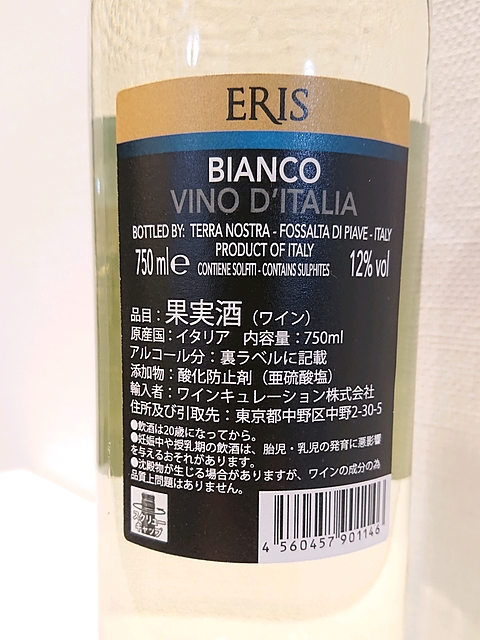 ERIS
BIANCO
VINO D'ITALIA
BOTTLED BY: TERRA NOSTRA - FOSSALTA DI PIAVE - ITALY
PRODUCT OF ITALY
750 ml e CONTIENE SOLFITI - CONTAINS SULPHITES 12% vol
品目：果実酒（ワイン）
原産国：イタリア 内容量：750ml
アルコール分：裏ラベルに記載
添加物：酸化防止剤（亜硫酸塩）
輸入者：ワインキュレーション株式会社
住所及び引取先：東京都中野区中野2-30-5
●飲酒は20歳になってから。
●妊娠中や授乳期の飲酒は、胎児・乳児の発育に悪影響
を与えるおそれがあります。
●沈殿物が生じる場合がありますが、ワインの成分の為
品質上問題はありません。
スクリュー
キャップ
4 560457 901146